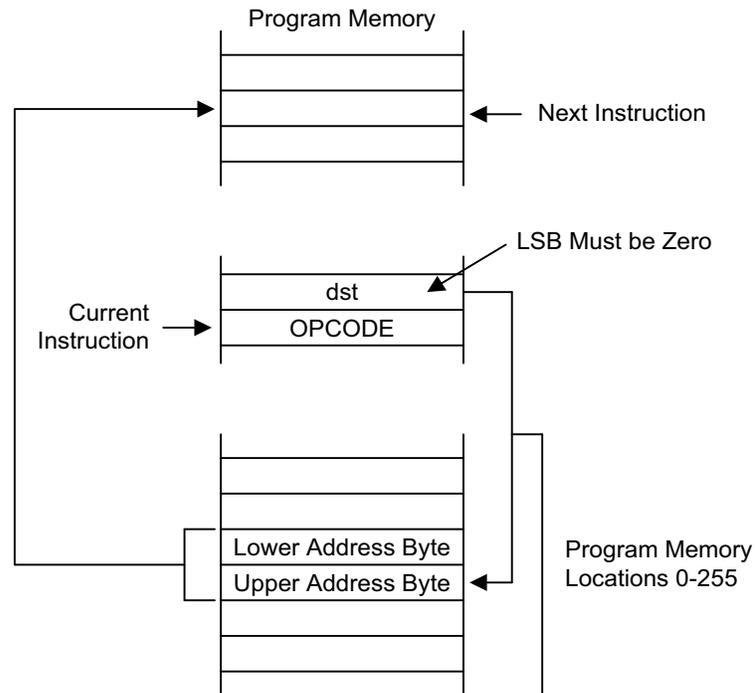 Program Memory
Next Instruction
LSB Must be Zero
dst
Current
Instruction
OPCODE
Lower Address Byte
Upper Address Byte
Program Memory
Locations 0-255